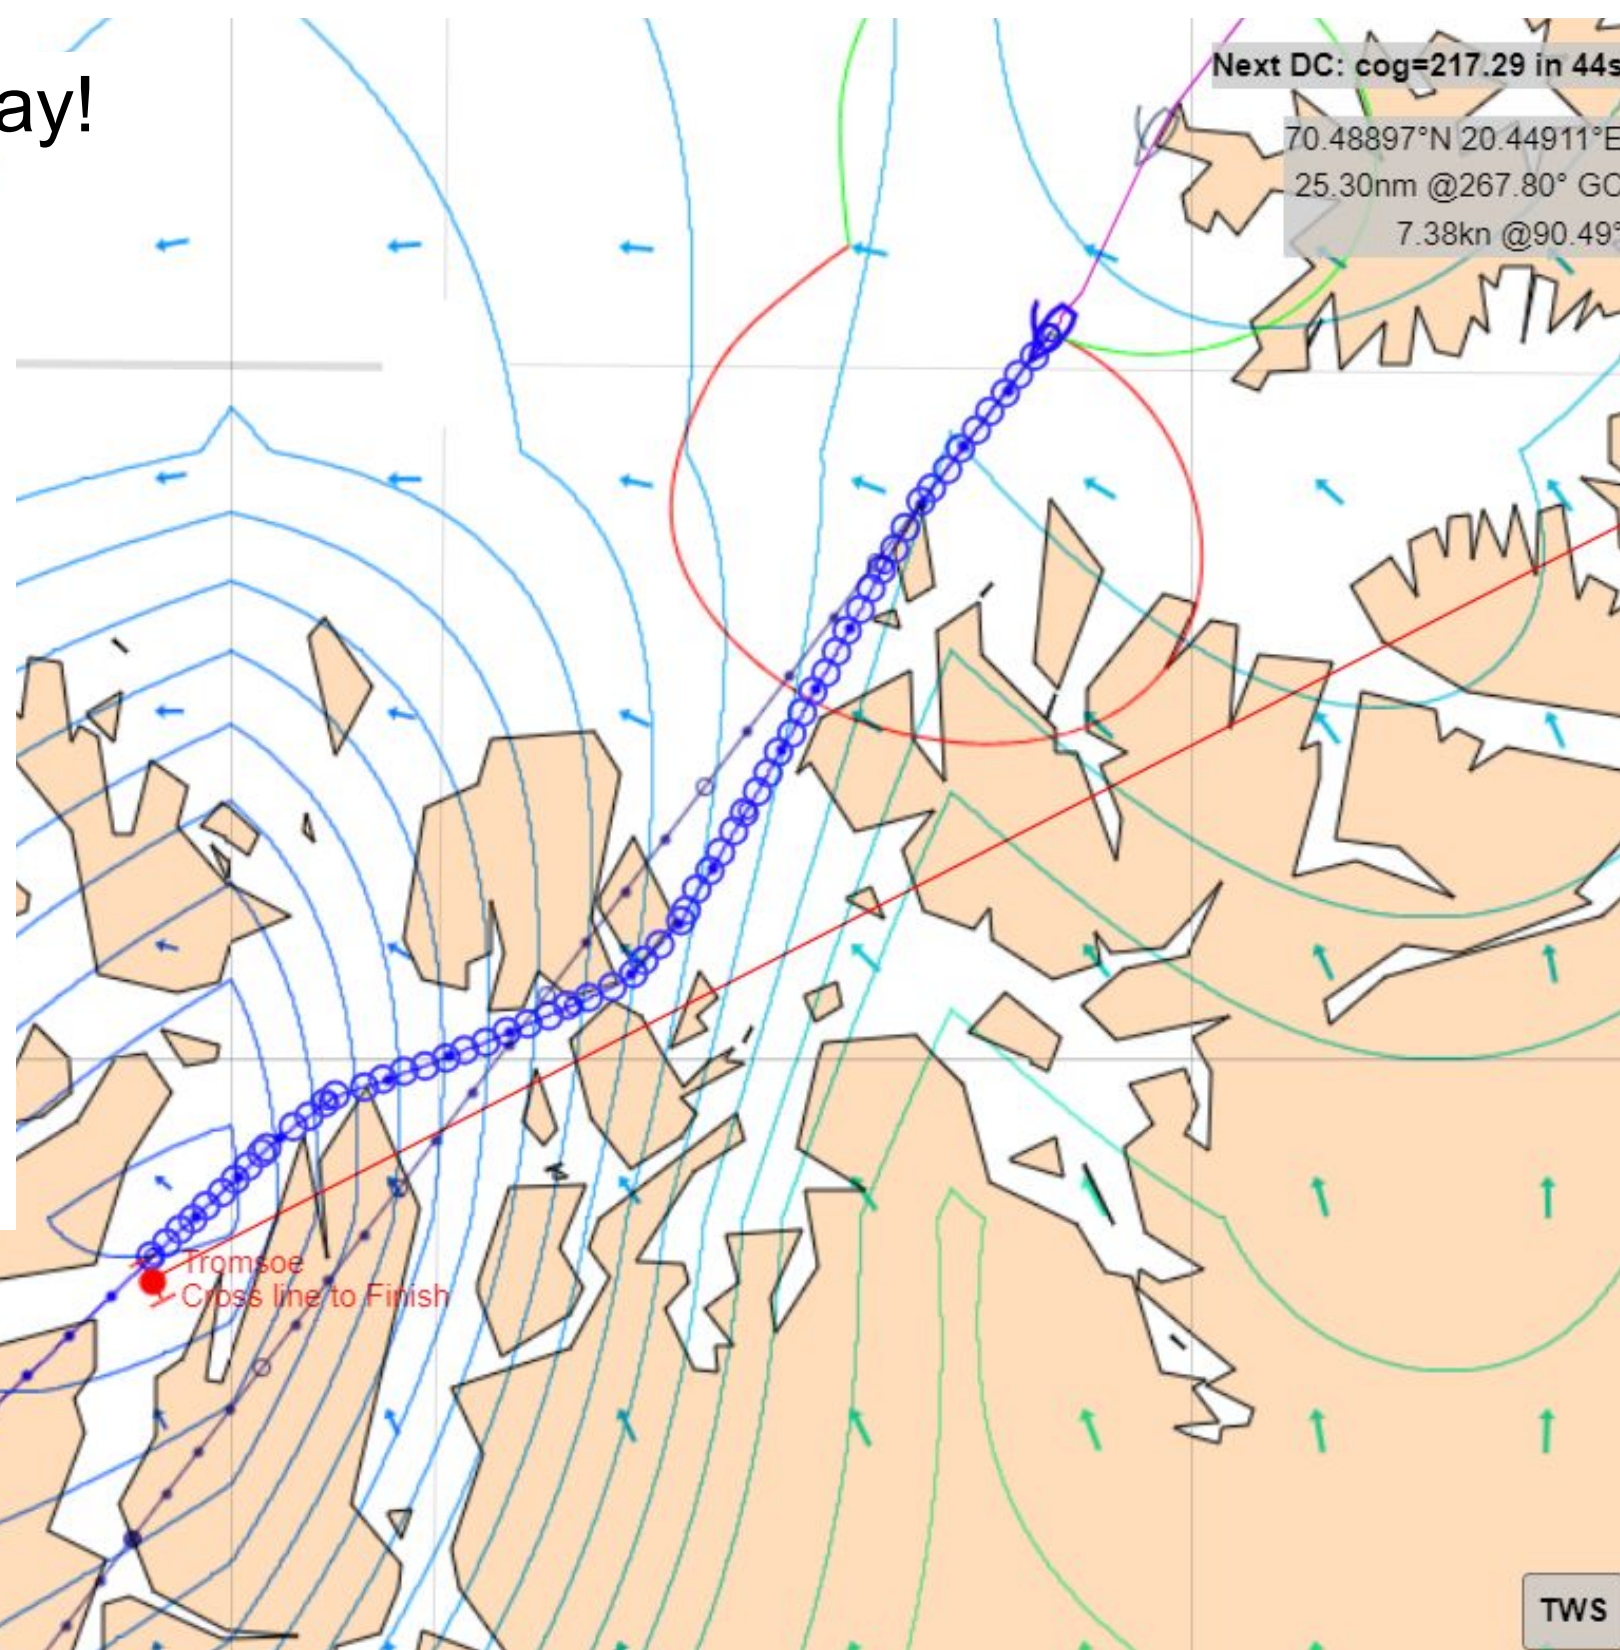 ay!
Next DC: cog=217.29 in 44s
70.48897°N 20.44911°E
25.30nm @267.80° GC
7.38kn @90.49°
Tromsoe
Cross line to Finish
TWS